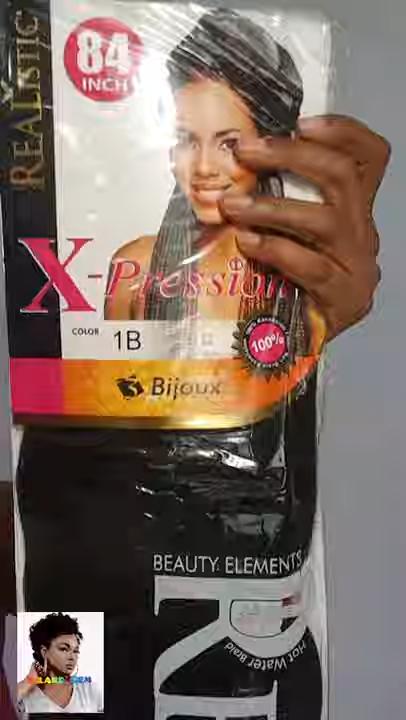 84
INCH
REALISTIC
X-Pression
COLOR 1B
100%
Bijoux
BEAUTY ELEMENTS
Hot Water Braid